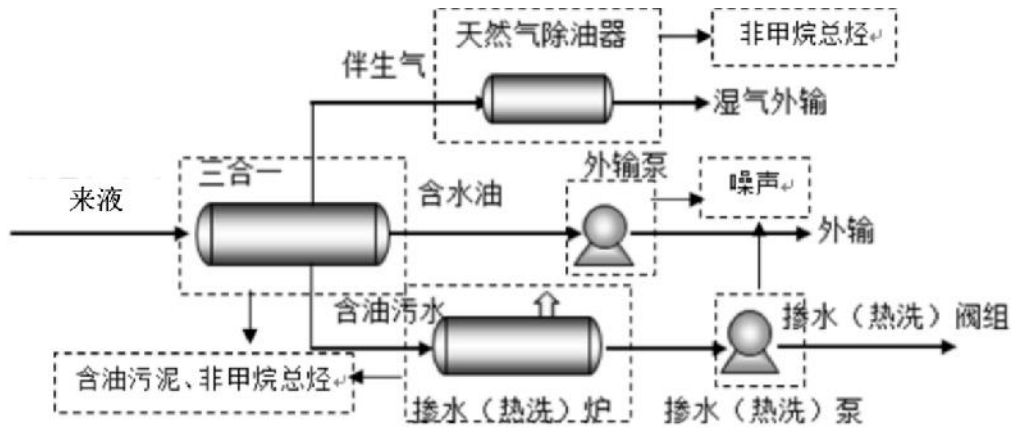 天然气除油器
非甲烷总烃
伴生气
湿气外输
三合一
外输泵
噪声
来液
含水油
外输
含油污水
掺水（热洗）阀组
含油污泥、非甲烷总烃
掺水（热洗）炉
掺水（热洗）泵